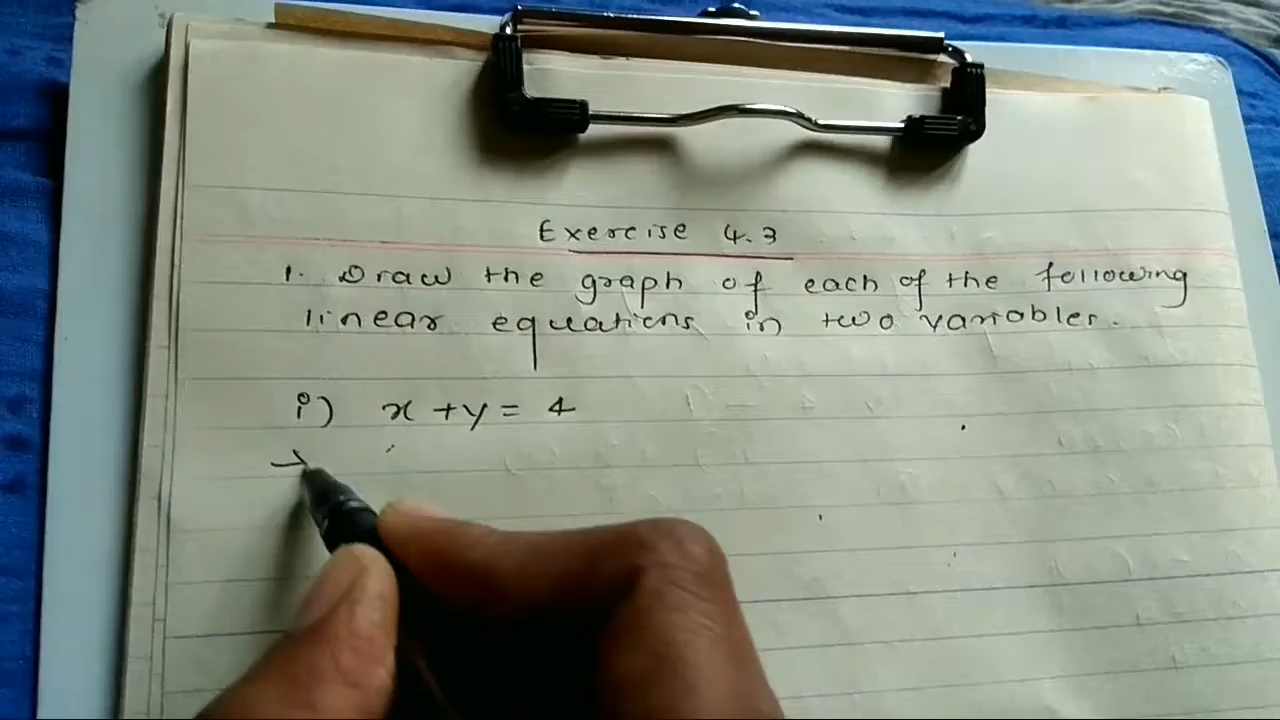 Exercise 4.3
1. Draw the graph of each of the following
linear equations in two variables.
i) x + y = 4
→